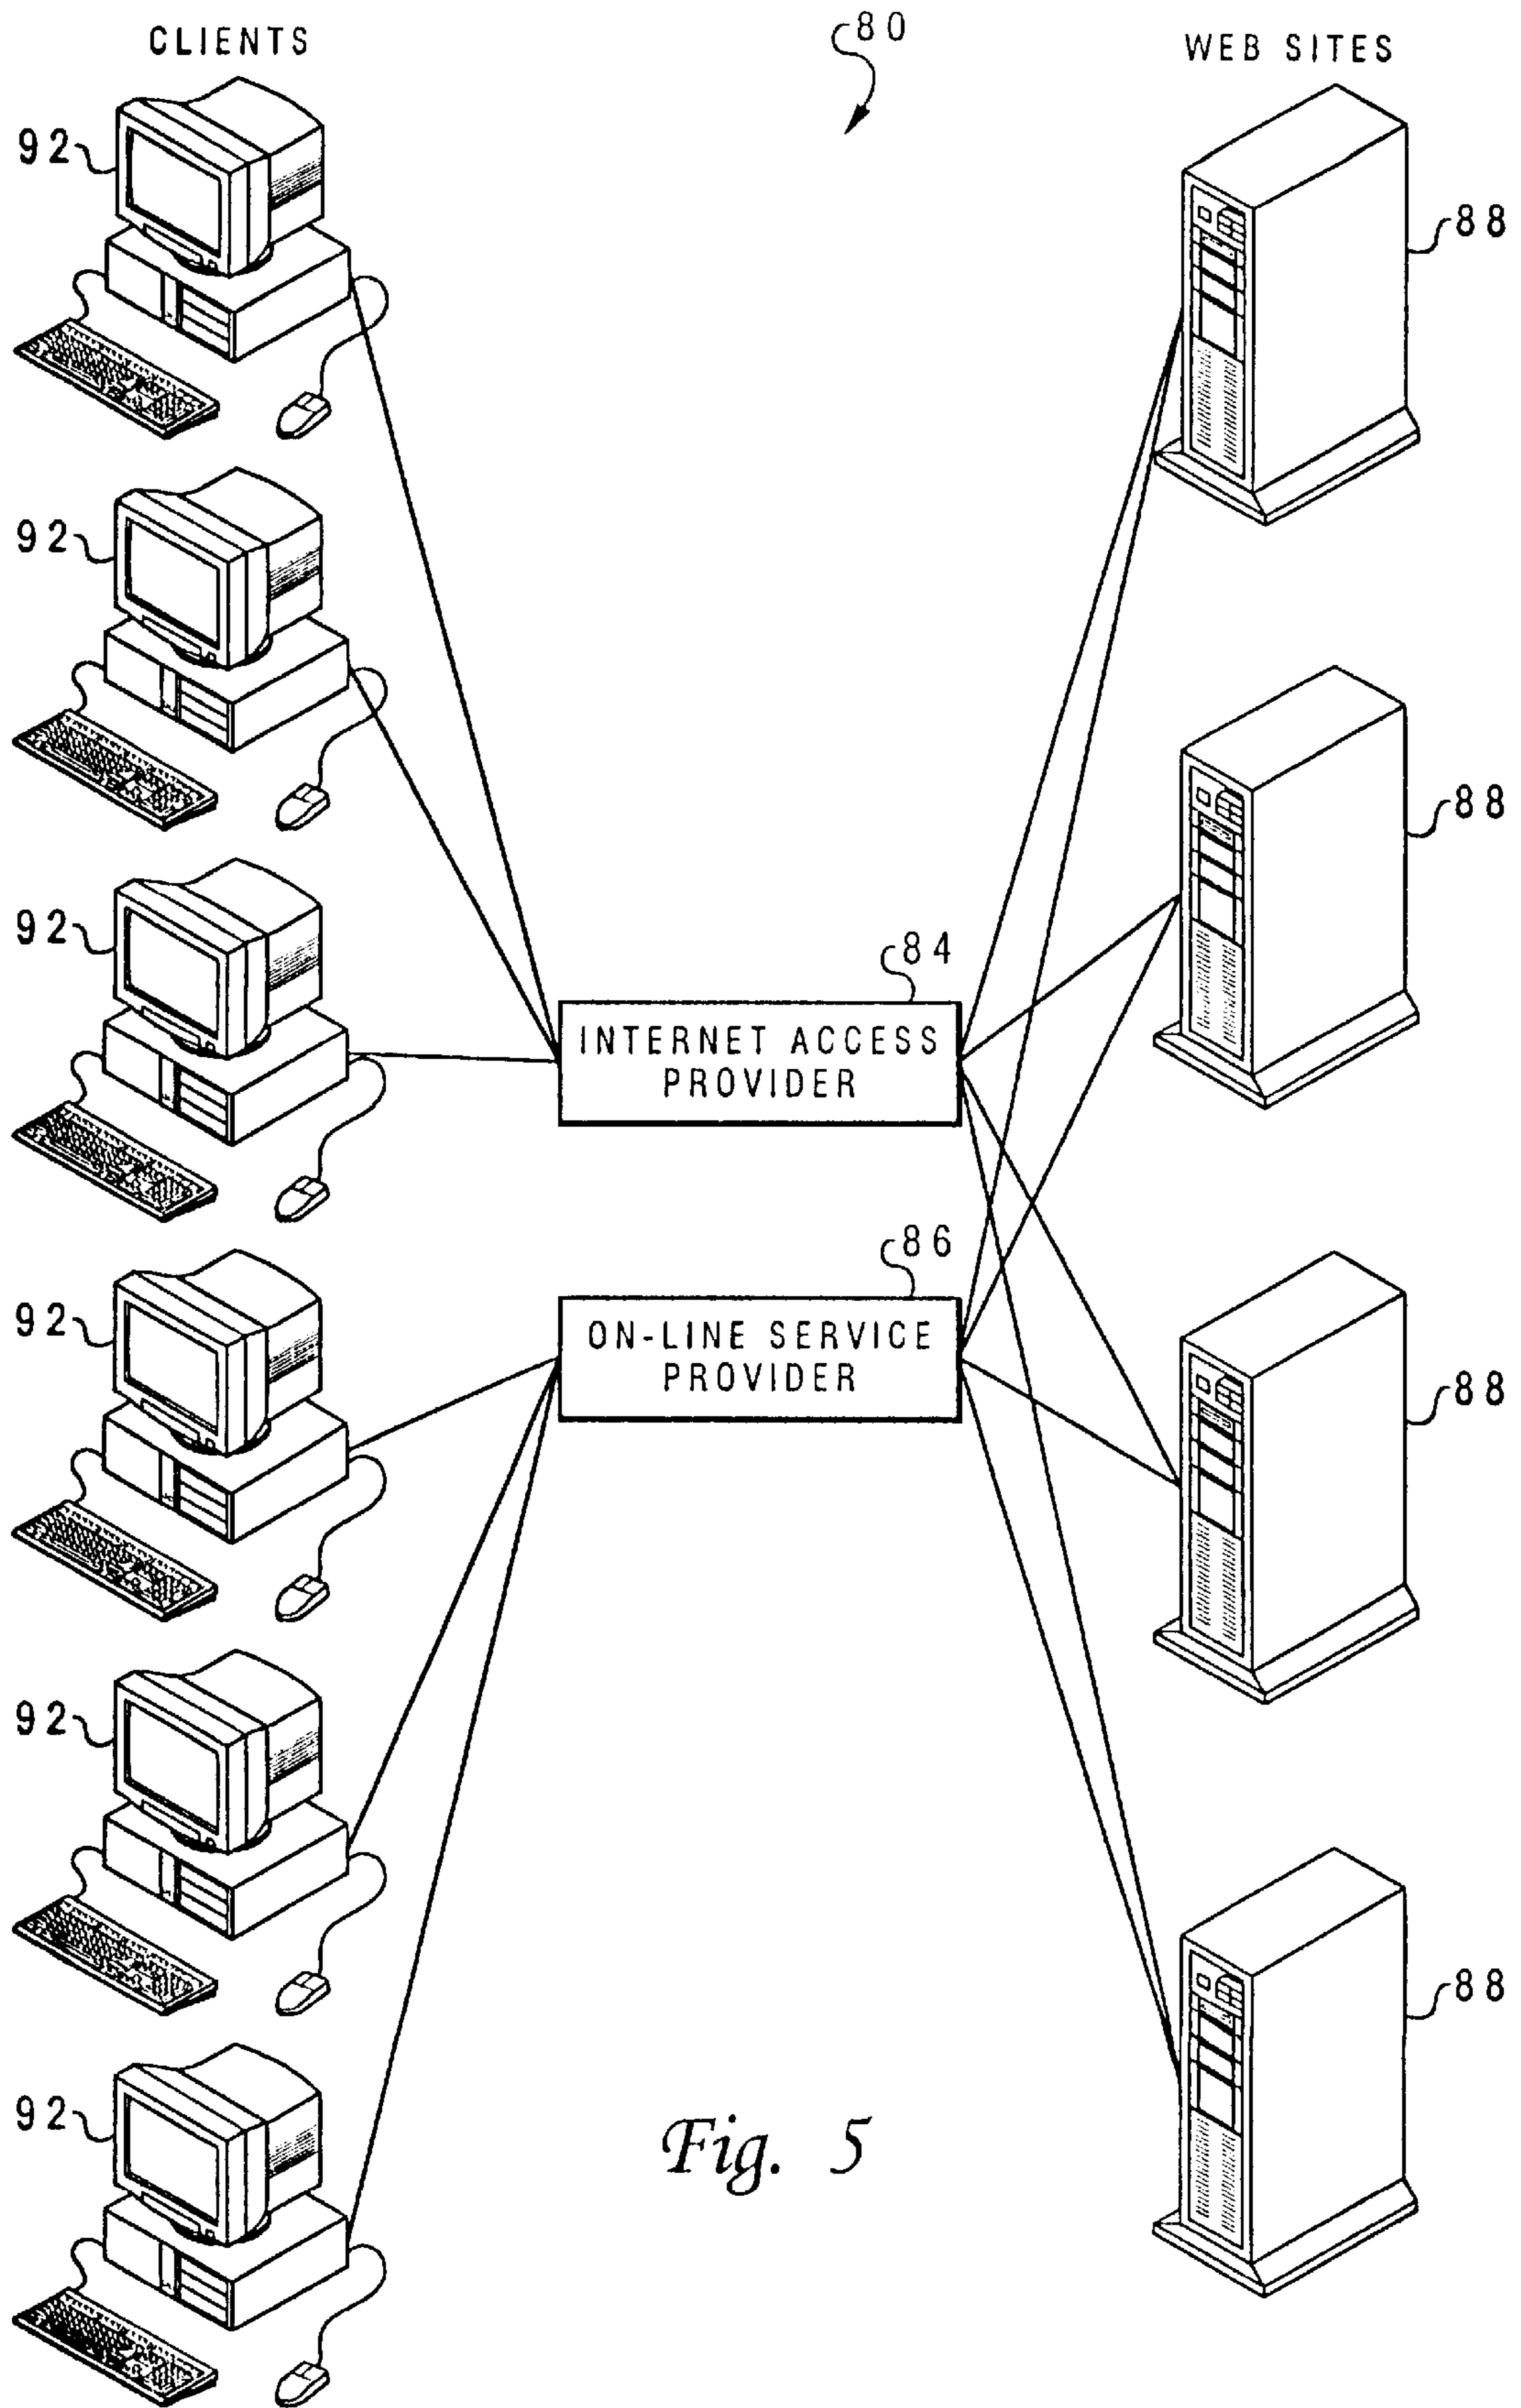 CLIENTS
80
WEB SITES
92
88
92
88
92
84
INTERNET ACCESS
PROVIDER
86
92
ON-LINE SERVICE
PROVIDER
88
92
88
92
Fig. 5